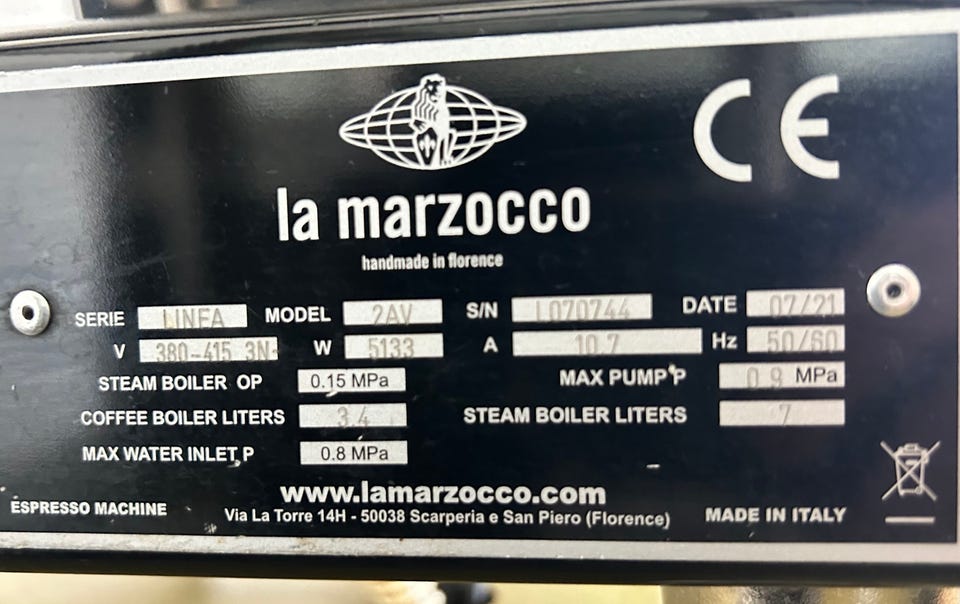 CE
la marzocco
handmade in florence
SERIE LINEA MODEL 2AV S/N L070744 DATE 07/21
V 380-415 3N~ W 5133 A 10.7 Hz 50/60
STEAM BOILER OP 0.15 MPa MAX PUMP P 0.9 MPa
COFFEE BOILER LITERS 3.4 STEAM BOILER LITERS 7
MAX WATER INLET P 0.8 MPa
www.lamarzocco.com
ESPRESSO MACHINE Via La Torre 14H - 50038 Scarperia e San Piero (Florence) MADE IN ITALY